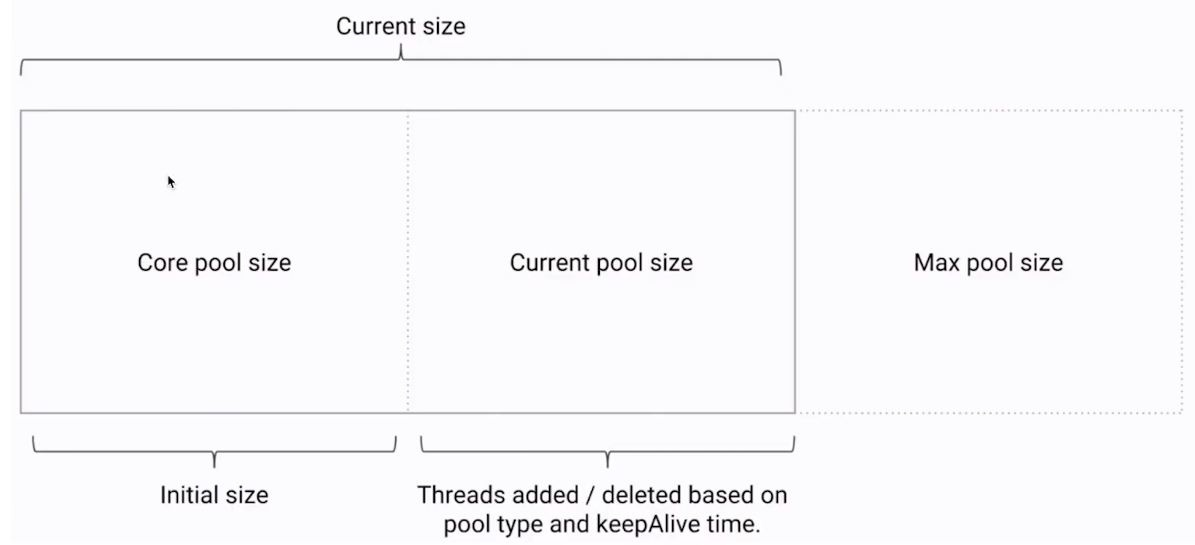 Current size
Core pool size
Current pool size
Max pool size
Initial size
Threads added / deleted based on
pool type and keepAlive time.